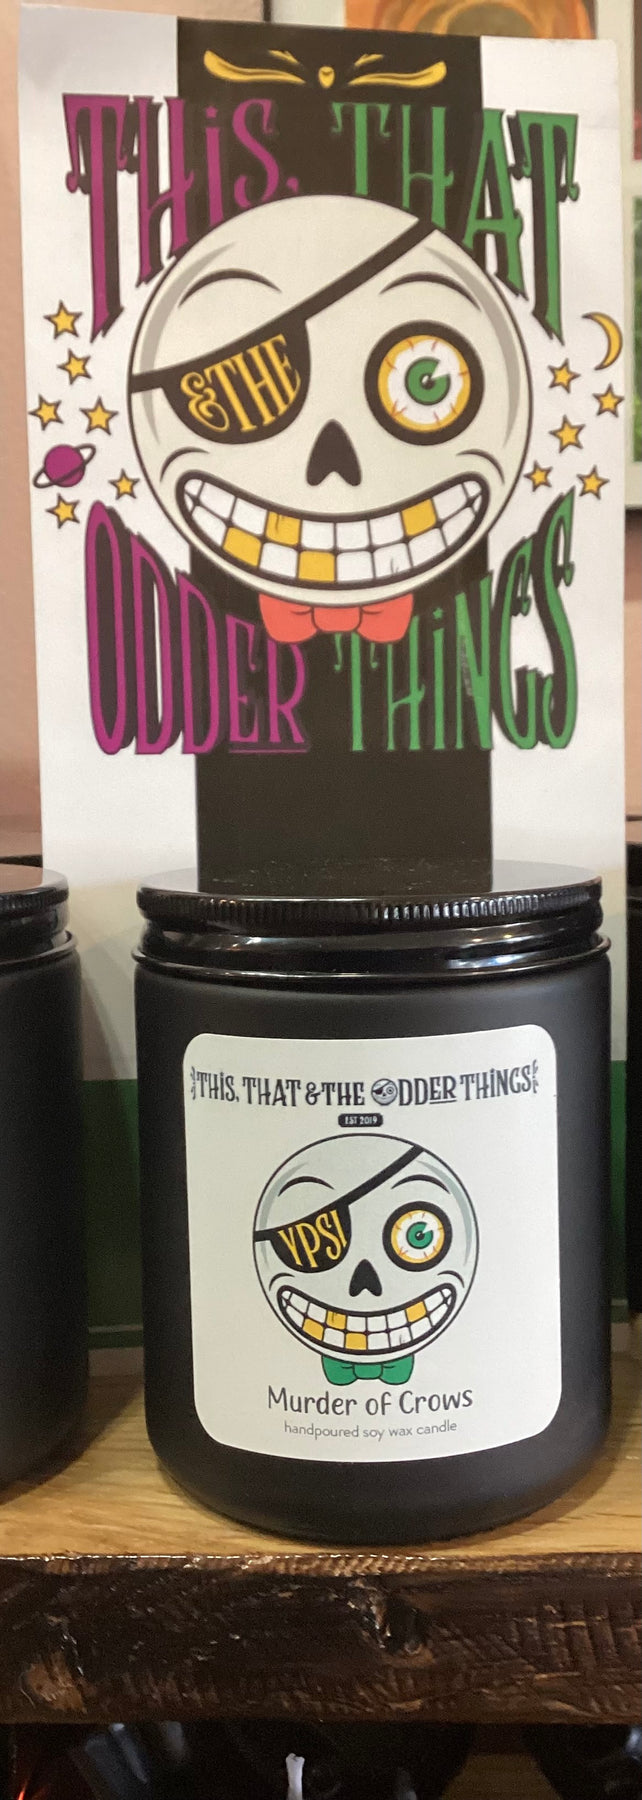 THIS, THAT
&THE
ODDER THINGS
THIS, THAT & THE ODDER THINGS
EST 2019
YPSI
Murder of Crows
handpoured soy wax candle